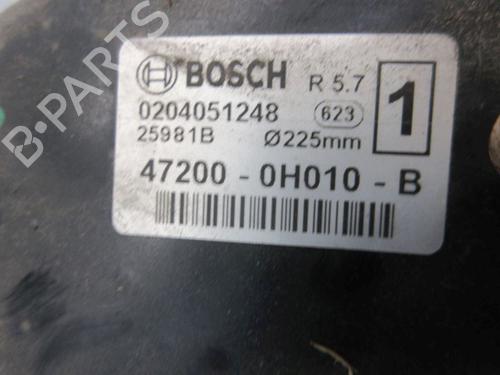 BOSCH R 5.7
0204051248 623
1
25981B Ø225mm
47200 - 0H010 - B
B-PARTS